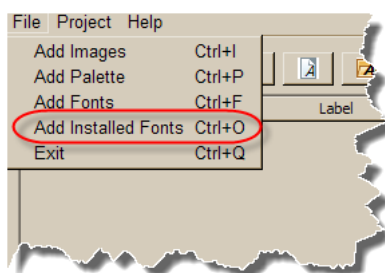 File Project Help
Add Images Ctrl+I
Add Palette Ctrl+P
Add Fonts Ctrl+F
Label
Add Installed Fonts Ctrl+O
Exit Ctrl+Q